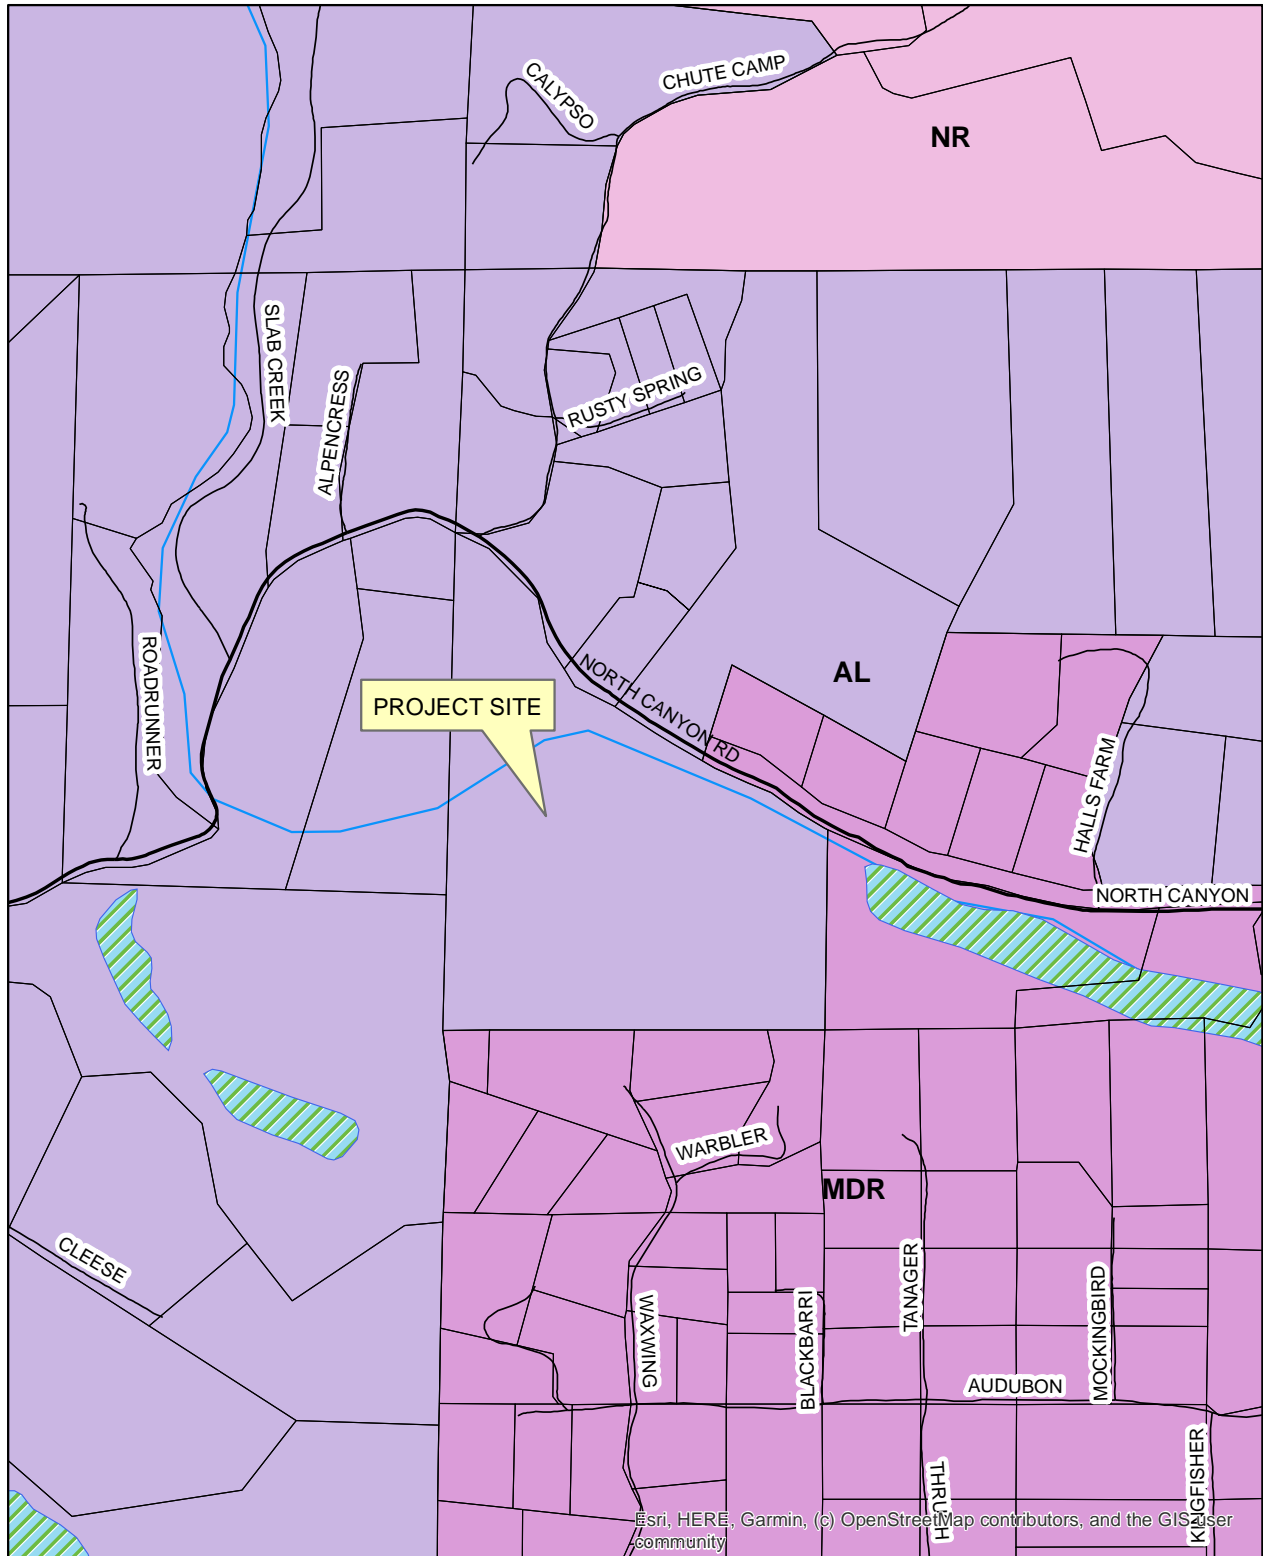 CALYPSO
CHUTE CAMP
NR
SLAB CREEK
ALPENCRESS
RUSTY SPRING
ROADRUNNER
PROJECT SITE
NORTH CANYON RD
AL
HALLS FARM
NORTH CANYON
WARBLER
MDR
CLEESE
WAXWING
BLACKBARRI
TANAGER
MOCKINGBIRD
AUDUBON
THRUSH
KINGFISHER
Esri, HERE, Garmin, (c) OpenStreetMap contributors, and the GIS user
community